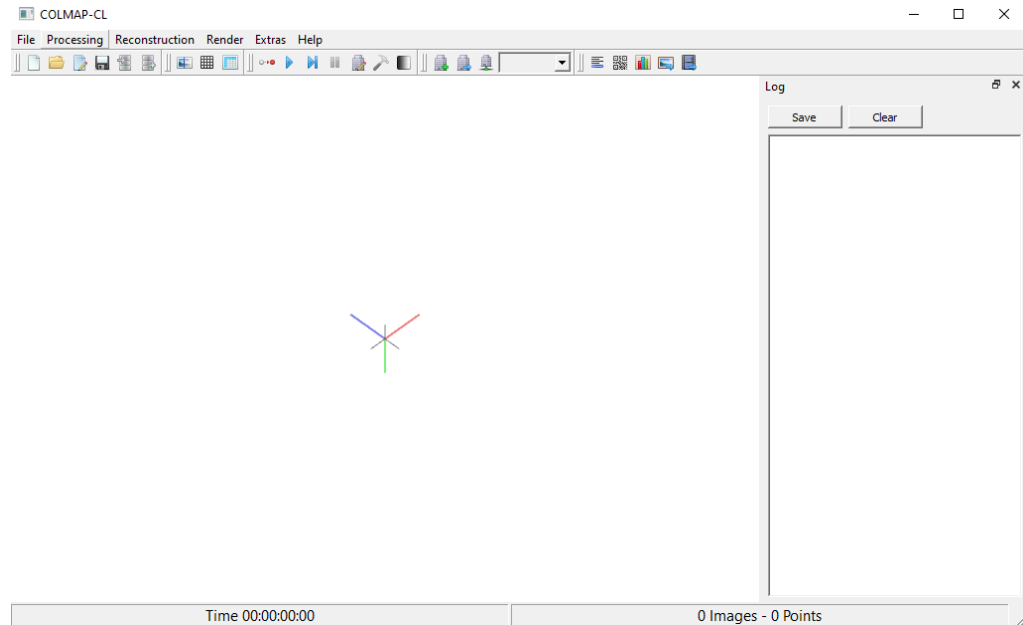 COLMAP-CL
File Processing Reconstruction Render Extras Help
Log
Save Clear
Time 00:00:00:00 0 Images - 0 Points